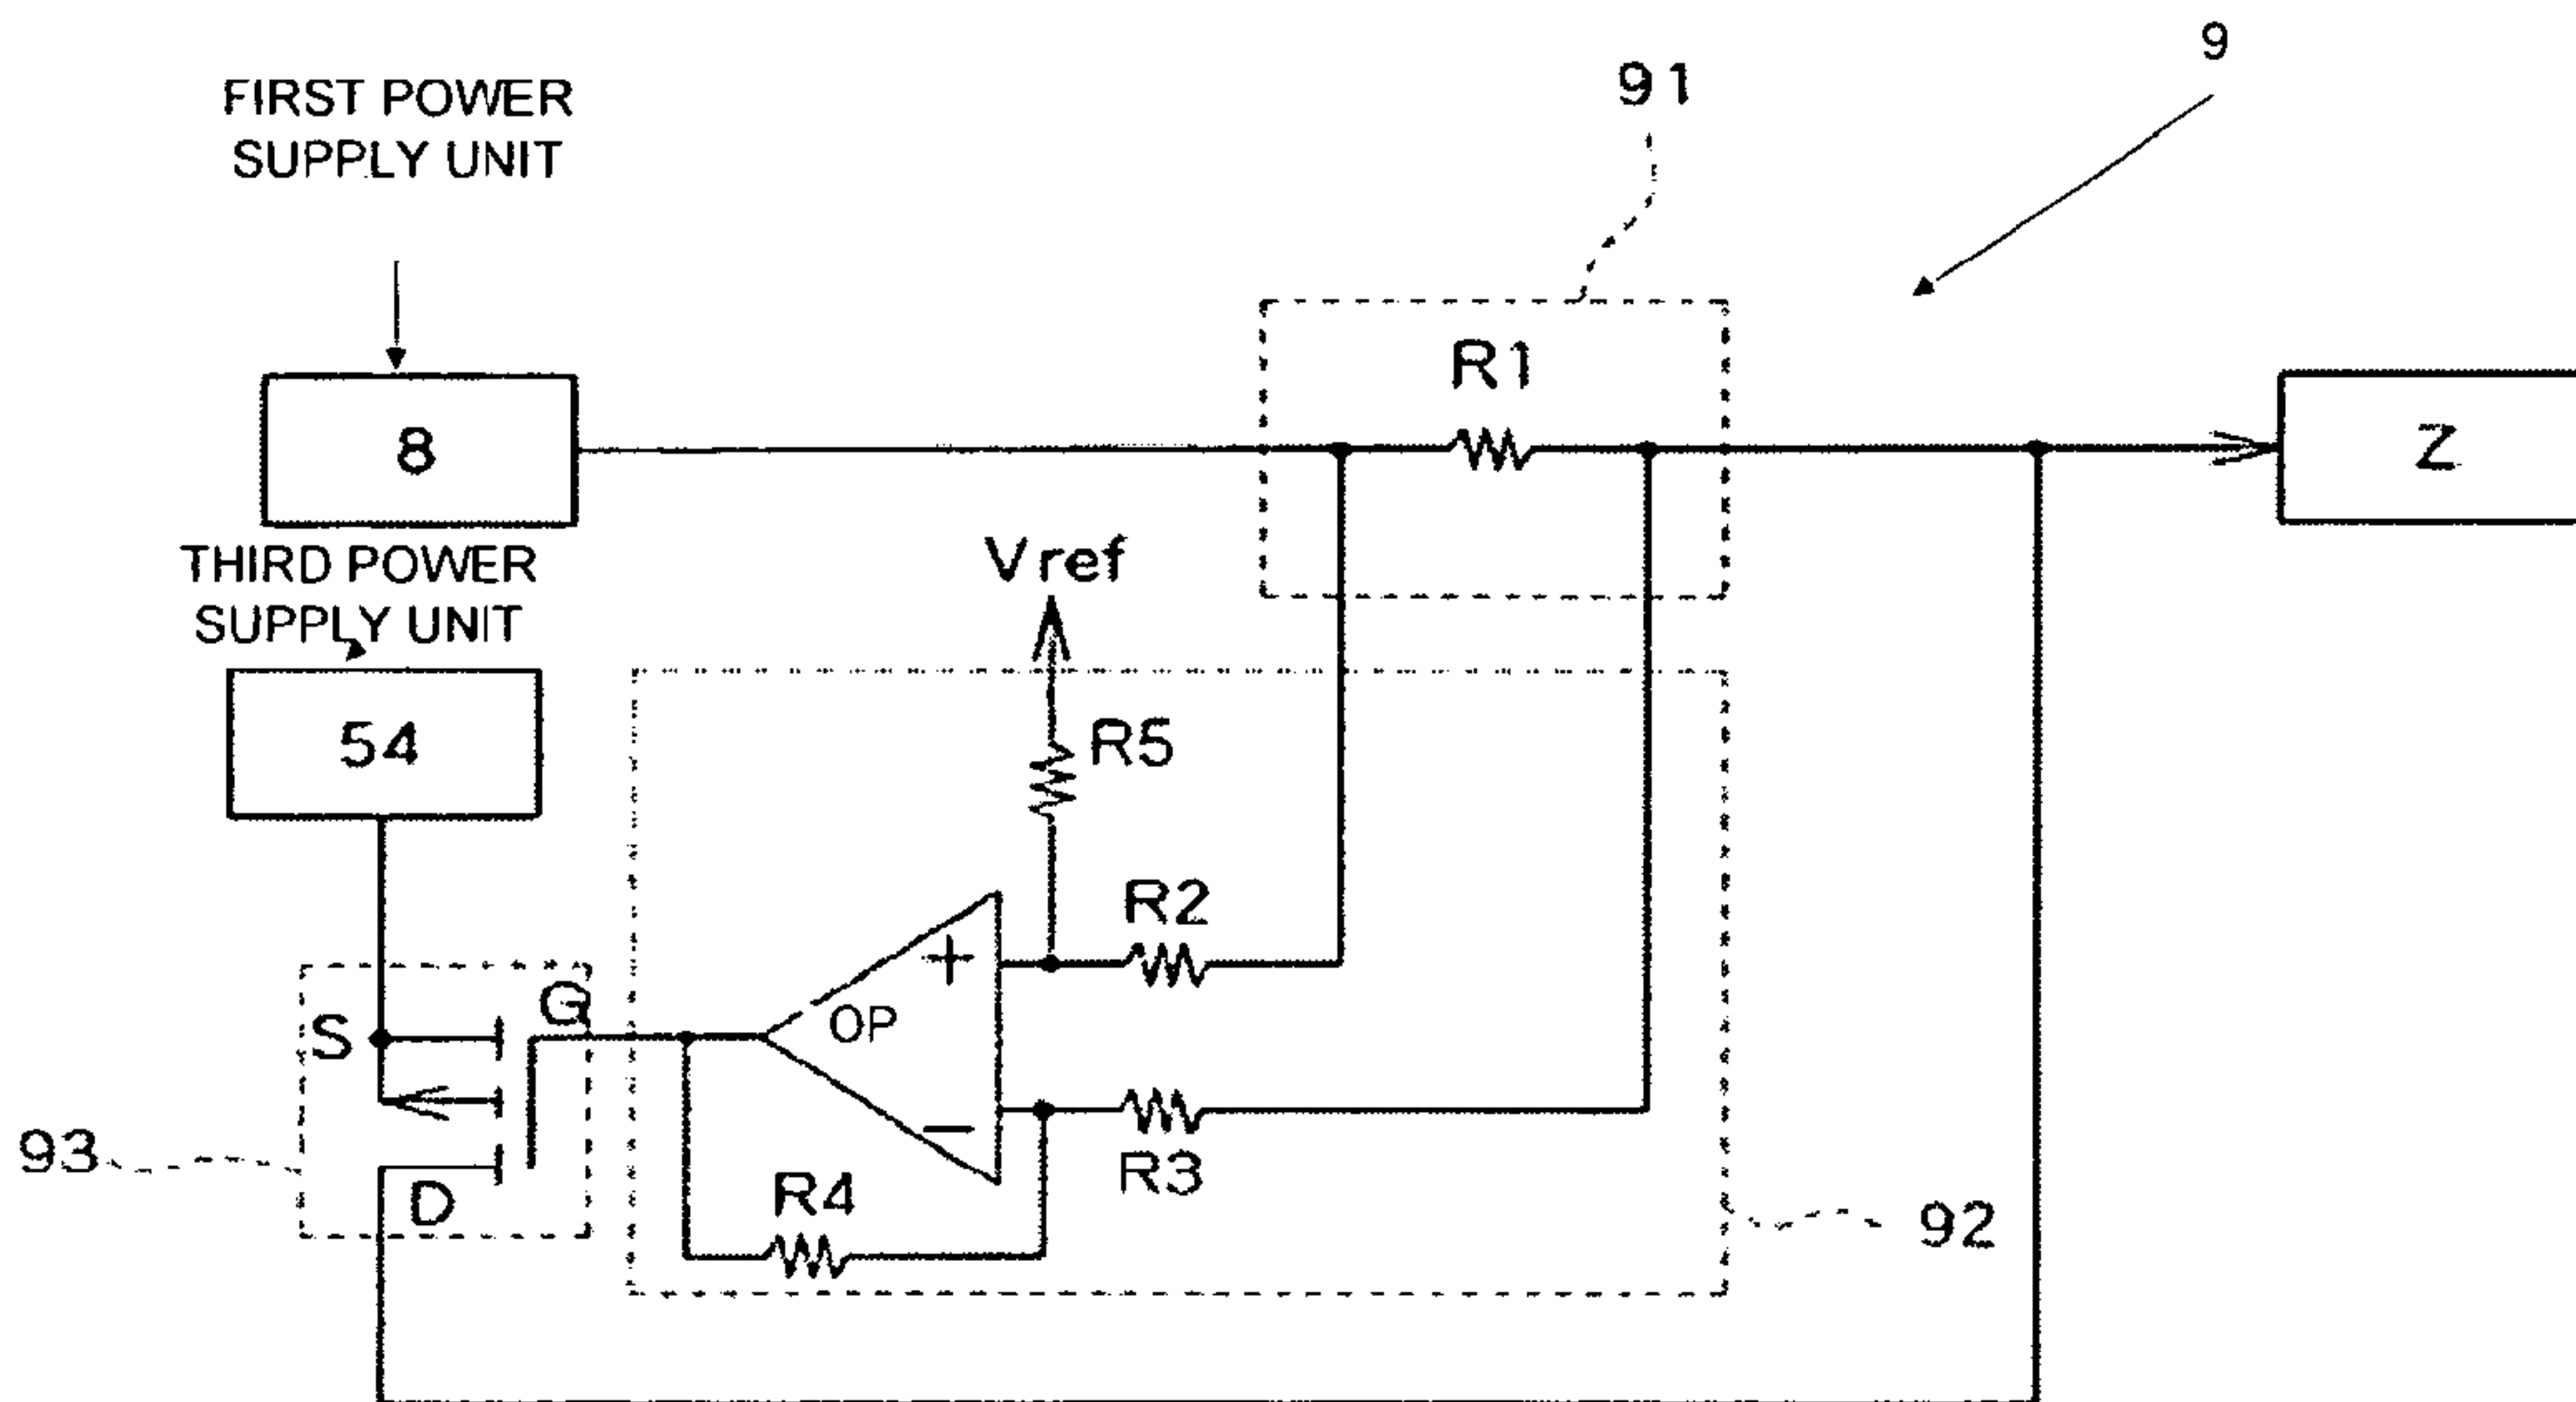 9
91
FIRST POWER
SUPPLY UNIT
R1
8
Z
THIRD POWER
SUPPLY UNIT
Vref
54
R5
R2
+
OP
G
S
−
R3
93
D
R4
92